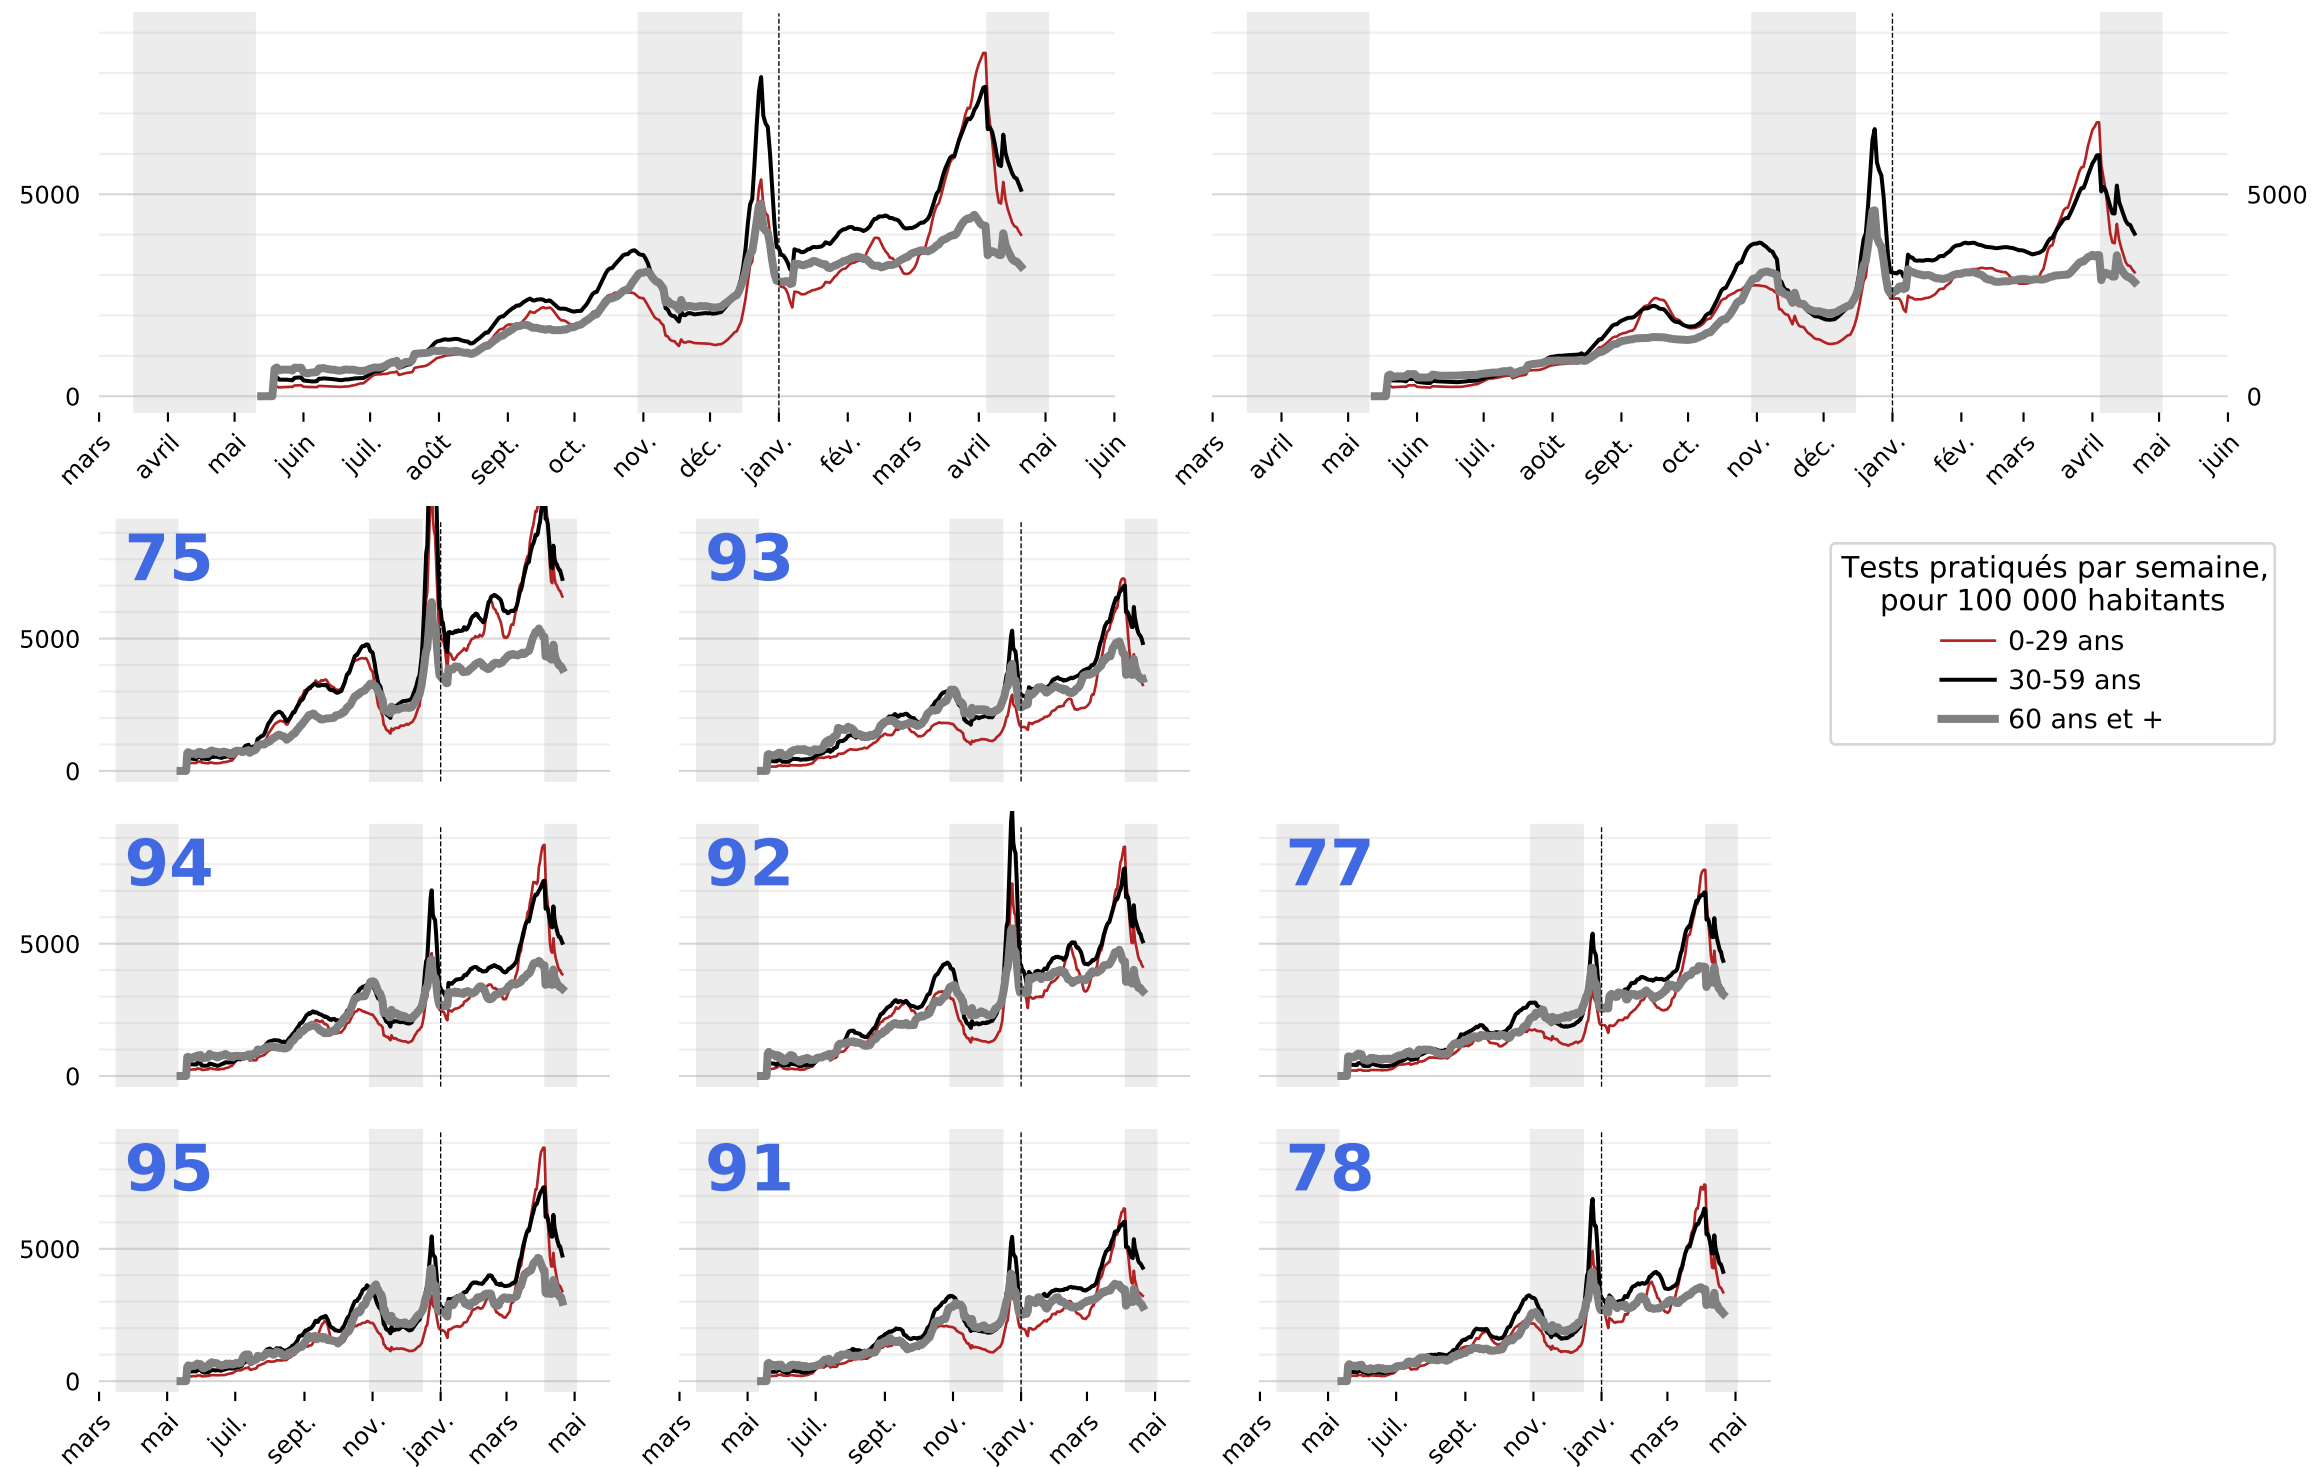 5000
0
mars avril mai juin juil. août sept. oct. nov. déc. janv. fév. mars avril mai juin
5000
0
mars avril mai juin juil. août sept. oct. nov. déc. janv. fév. mars avril mai juin
75
5000
0
93
Tests pratiqués par semaine,
pour 100 000 habitants
0-29 ans
30-59 ans
60 ans et +
94
5000
0
92
77
95
5000
0
91
78
mars mai juil. sept. nov. janv. mars mai
mars mai juil. sept. nov. janv. mars mai
mars mai juil. sept. nov. janv. mars mai